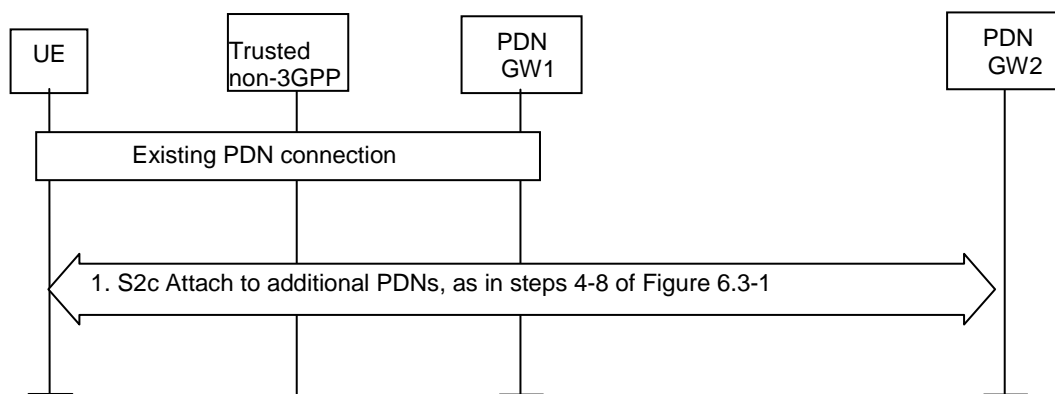 UE
Trusted
non-3GPP
PDN
GW1
PDN
GW2
Existing PDN connection
1. S2c Attach to additional PDNs, as in steps 4-8 of Figure 6.3-1